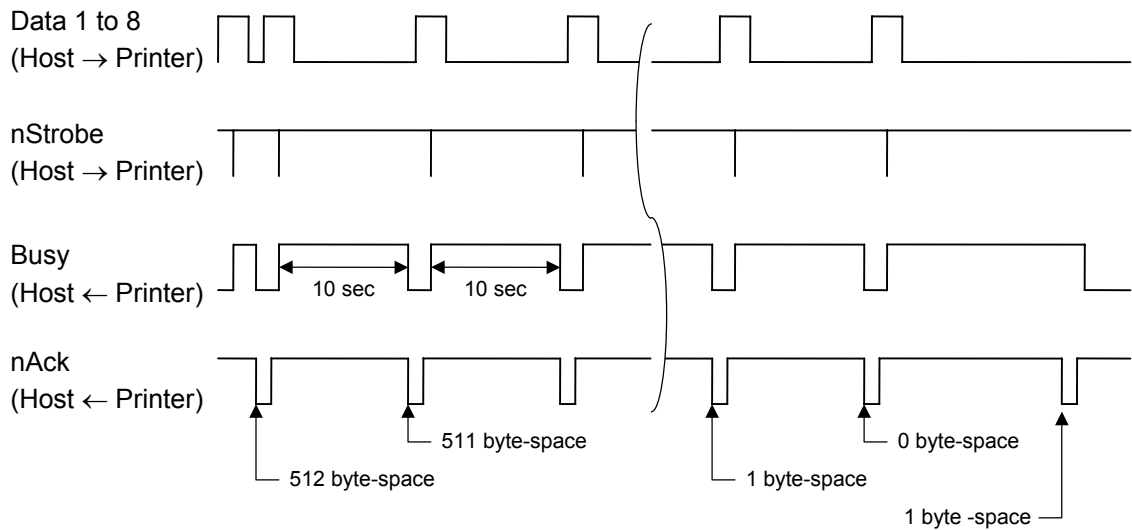 Data 1 to 8
(Host → Printer)
nStrobe
(Host → Printer)
Busy
(Host ← Printer)
10 sec
10 sec
nAck
(Host ← Printer)
511 byte-space
0 byte-space
512 byte-space
1 byte-space
1 byte -space